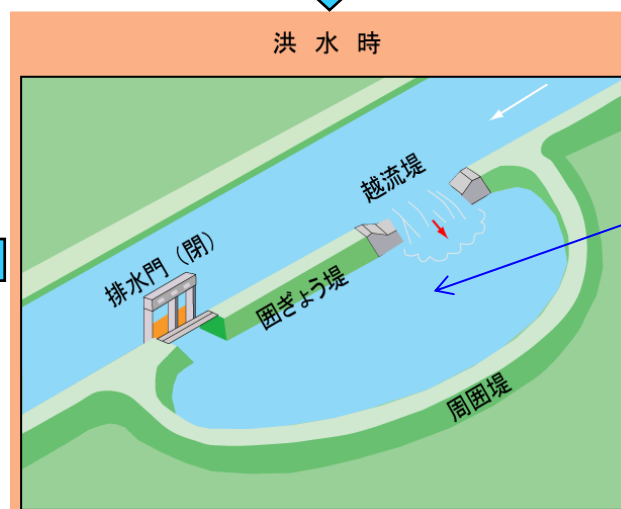 洪水時
越流堤
排水門（閉）
囲ぎょう堤
周囲堤